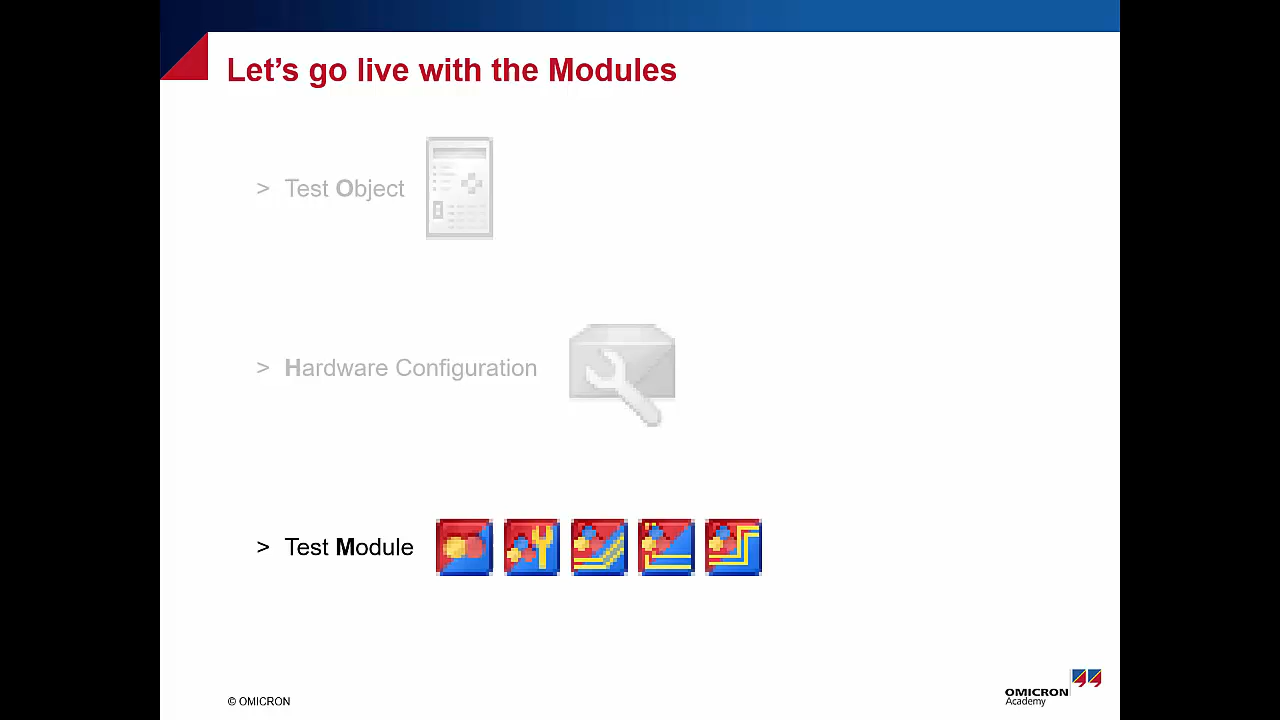 Let's go live with the Modules
> Test Object
> Hardware Configuration
> Test Module
© OMICRON
OMICRON
Academy